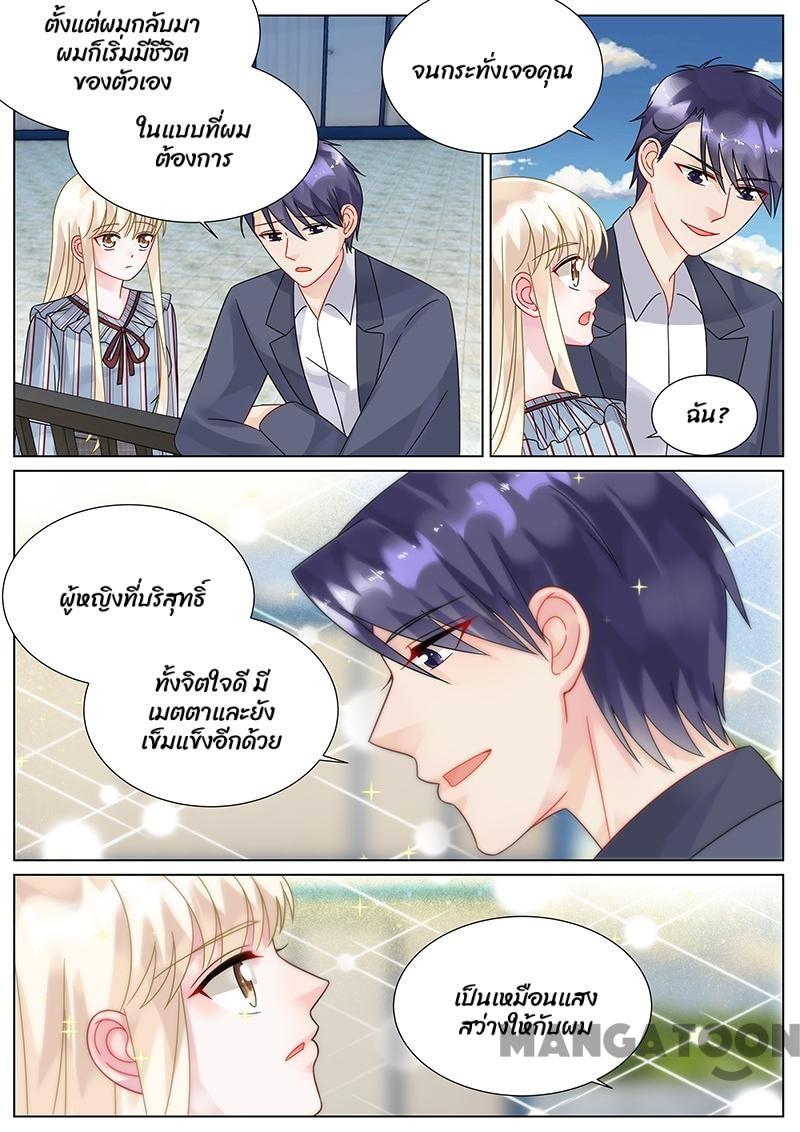 ตั้งแต่ผมกลับมา
ผมก็เริ่มมีชีวิต
ของตัวเอง
ในแบบที่ผม
ต้องการ
จนกระทั่งเจอคุณ
ฉัน?
ผู้หญิงที่บริสุทธิ์
ทั้งจิตใจดี มี
เมตตาและยัง
เข้มแข็งอีกด้วย
เป็นเหมือนแสง
สว่างให้กับผม
MANGATOON